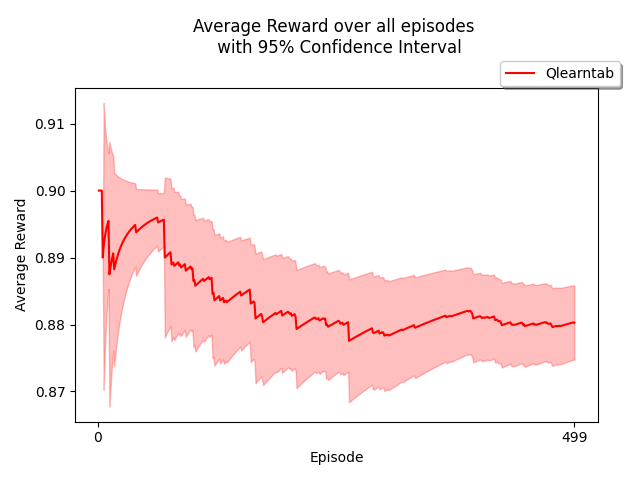 Average Reward over all episodes
with 95% Confidence Interval
Qlearntab
0.91
0.90
0.89
0.88
0.87
Average Reward
0
499
Episode